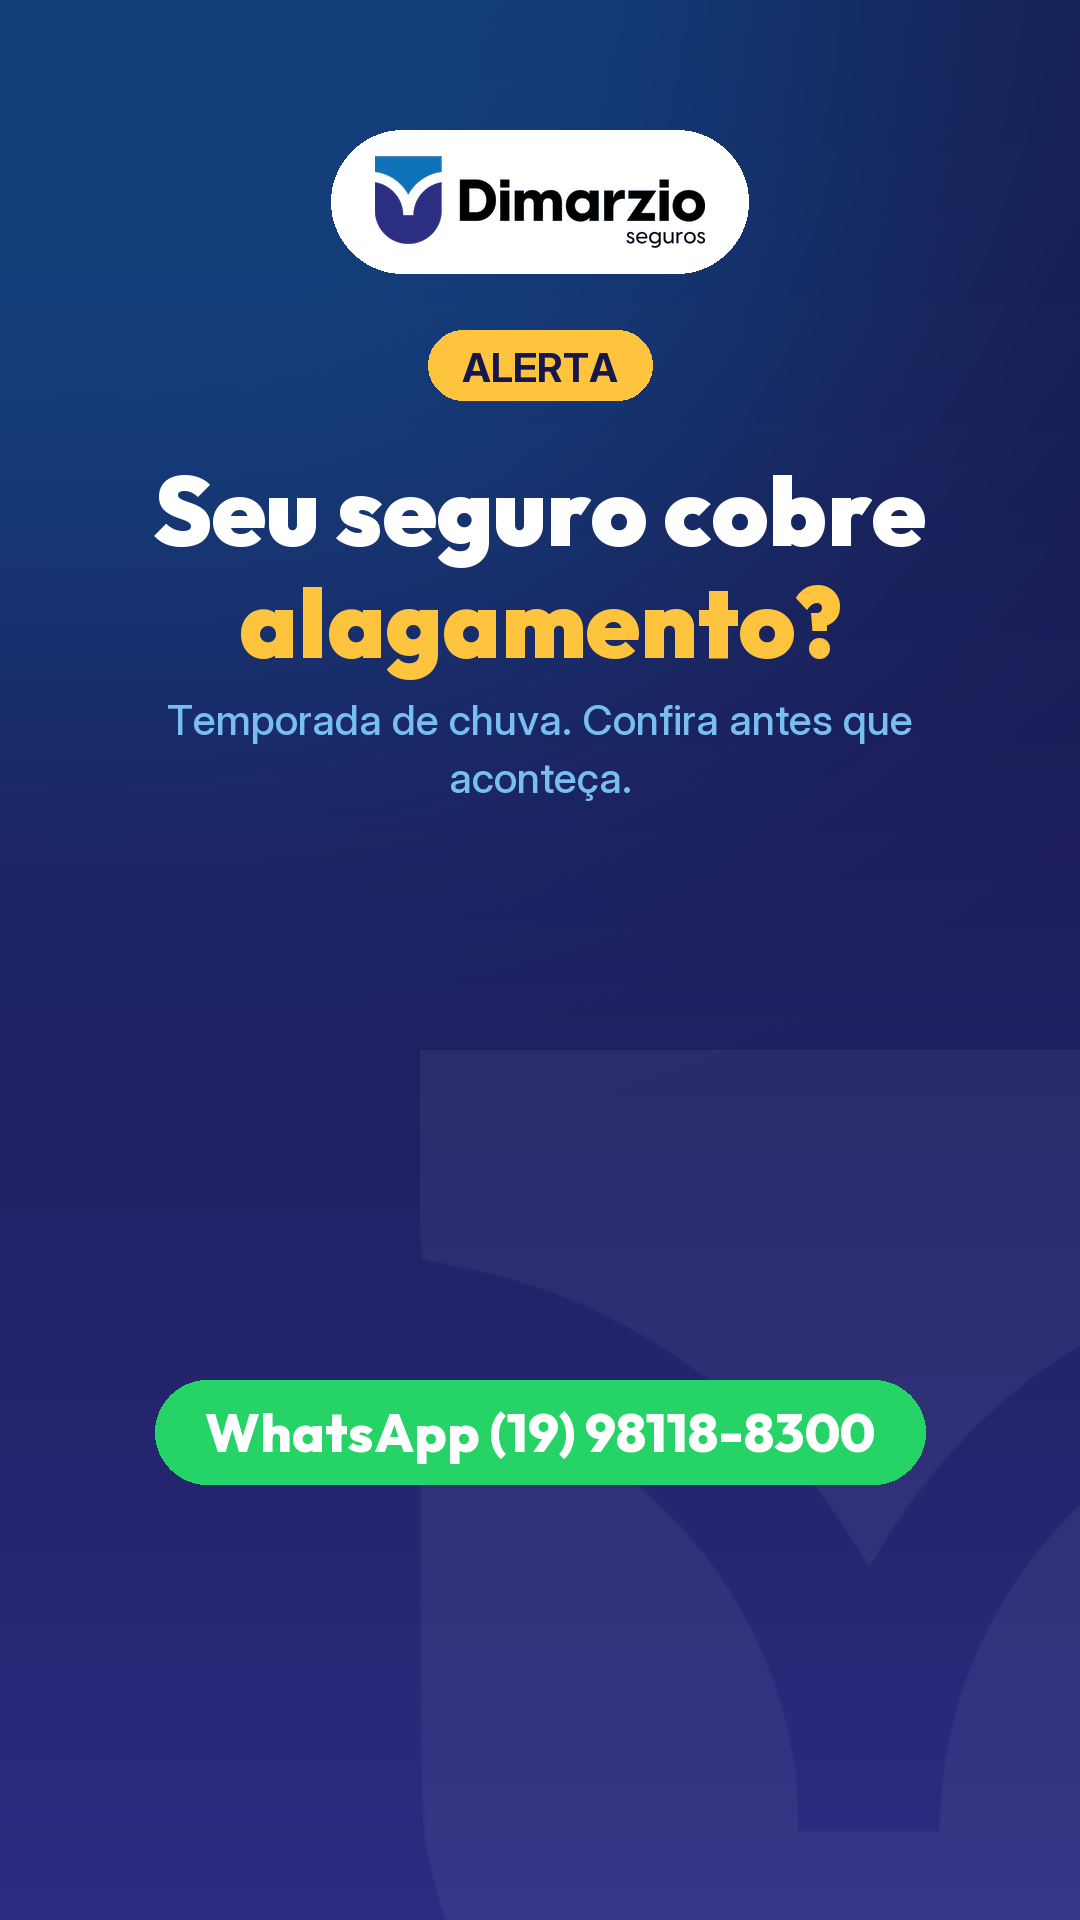 Dimarzio
seguros
ALERTA
Seu seguro cobre
alagamento?
Temporada de chuva. Confira antes que
aconteça.
WhatsApp (19) 98118-8300